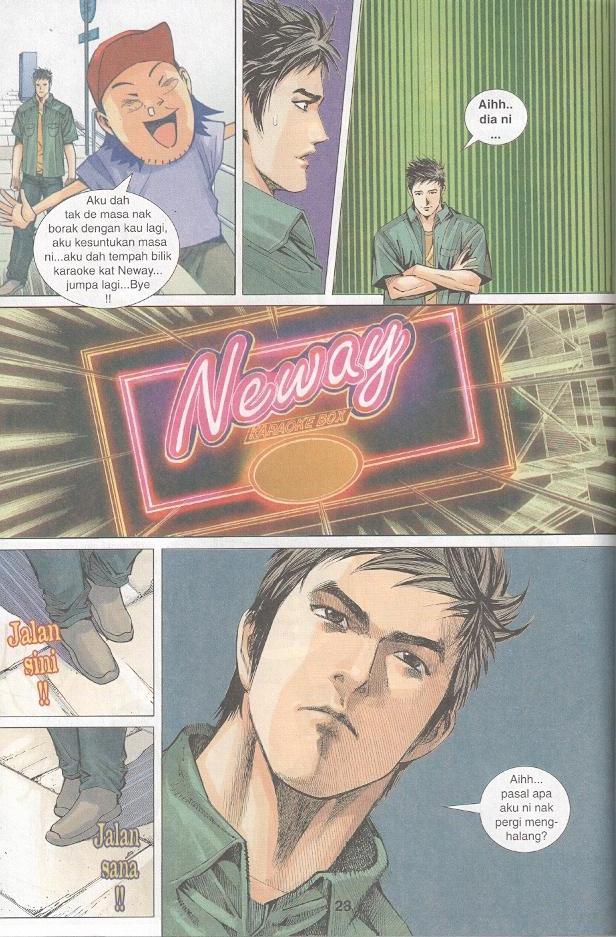 Aku dah
tak de masa nak
borak dengan kau lagi,
aku kesuntukan masa
ni...aku dah tempah bilik
karaoke kat Neway...
jumpa lagi...Bye
!!
Aihh..
dia ni
...
Neway
KARAOKE BOX
Jalan
sini
!!
Jalan
sana
!!
Aihh...
pasal apa
aku ni nak
pergi meng-
halang?
23